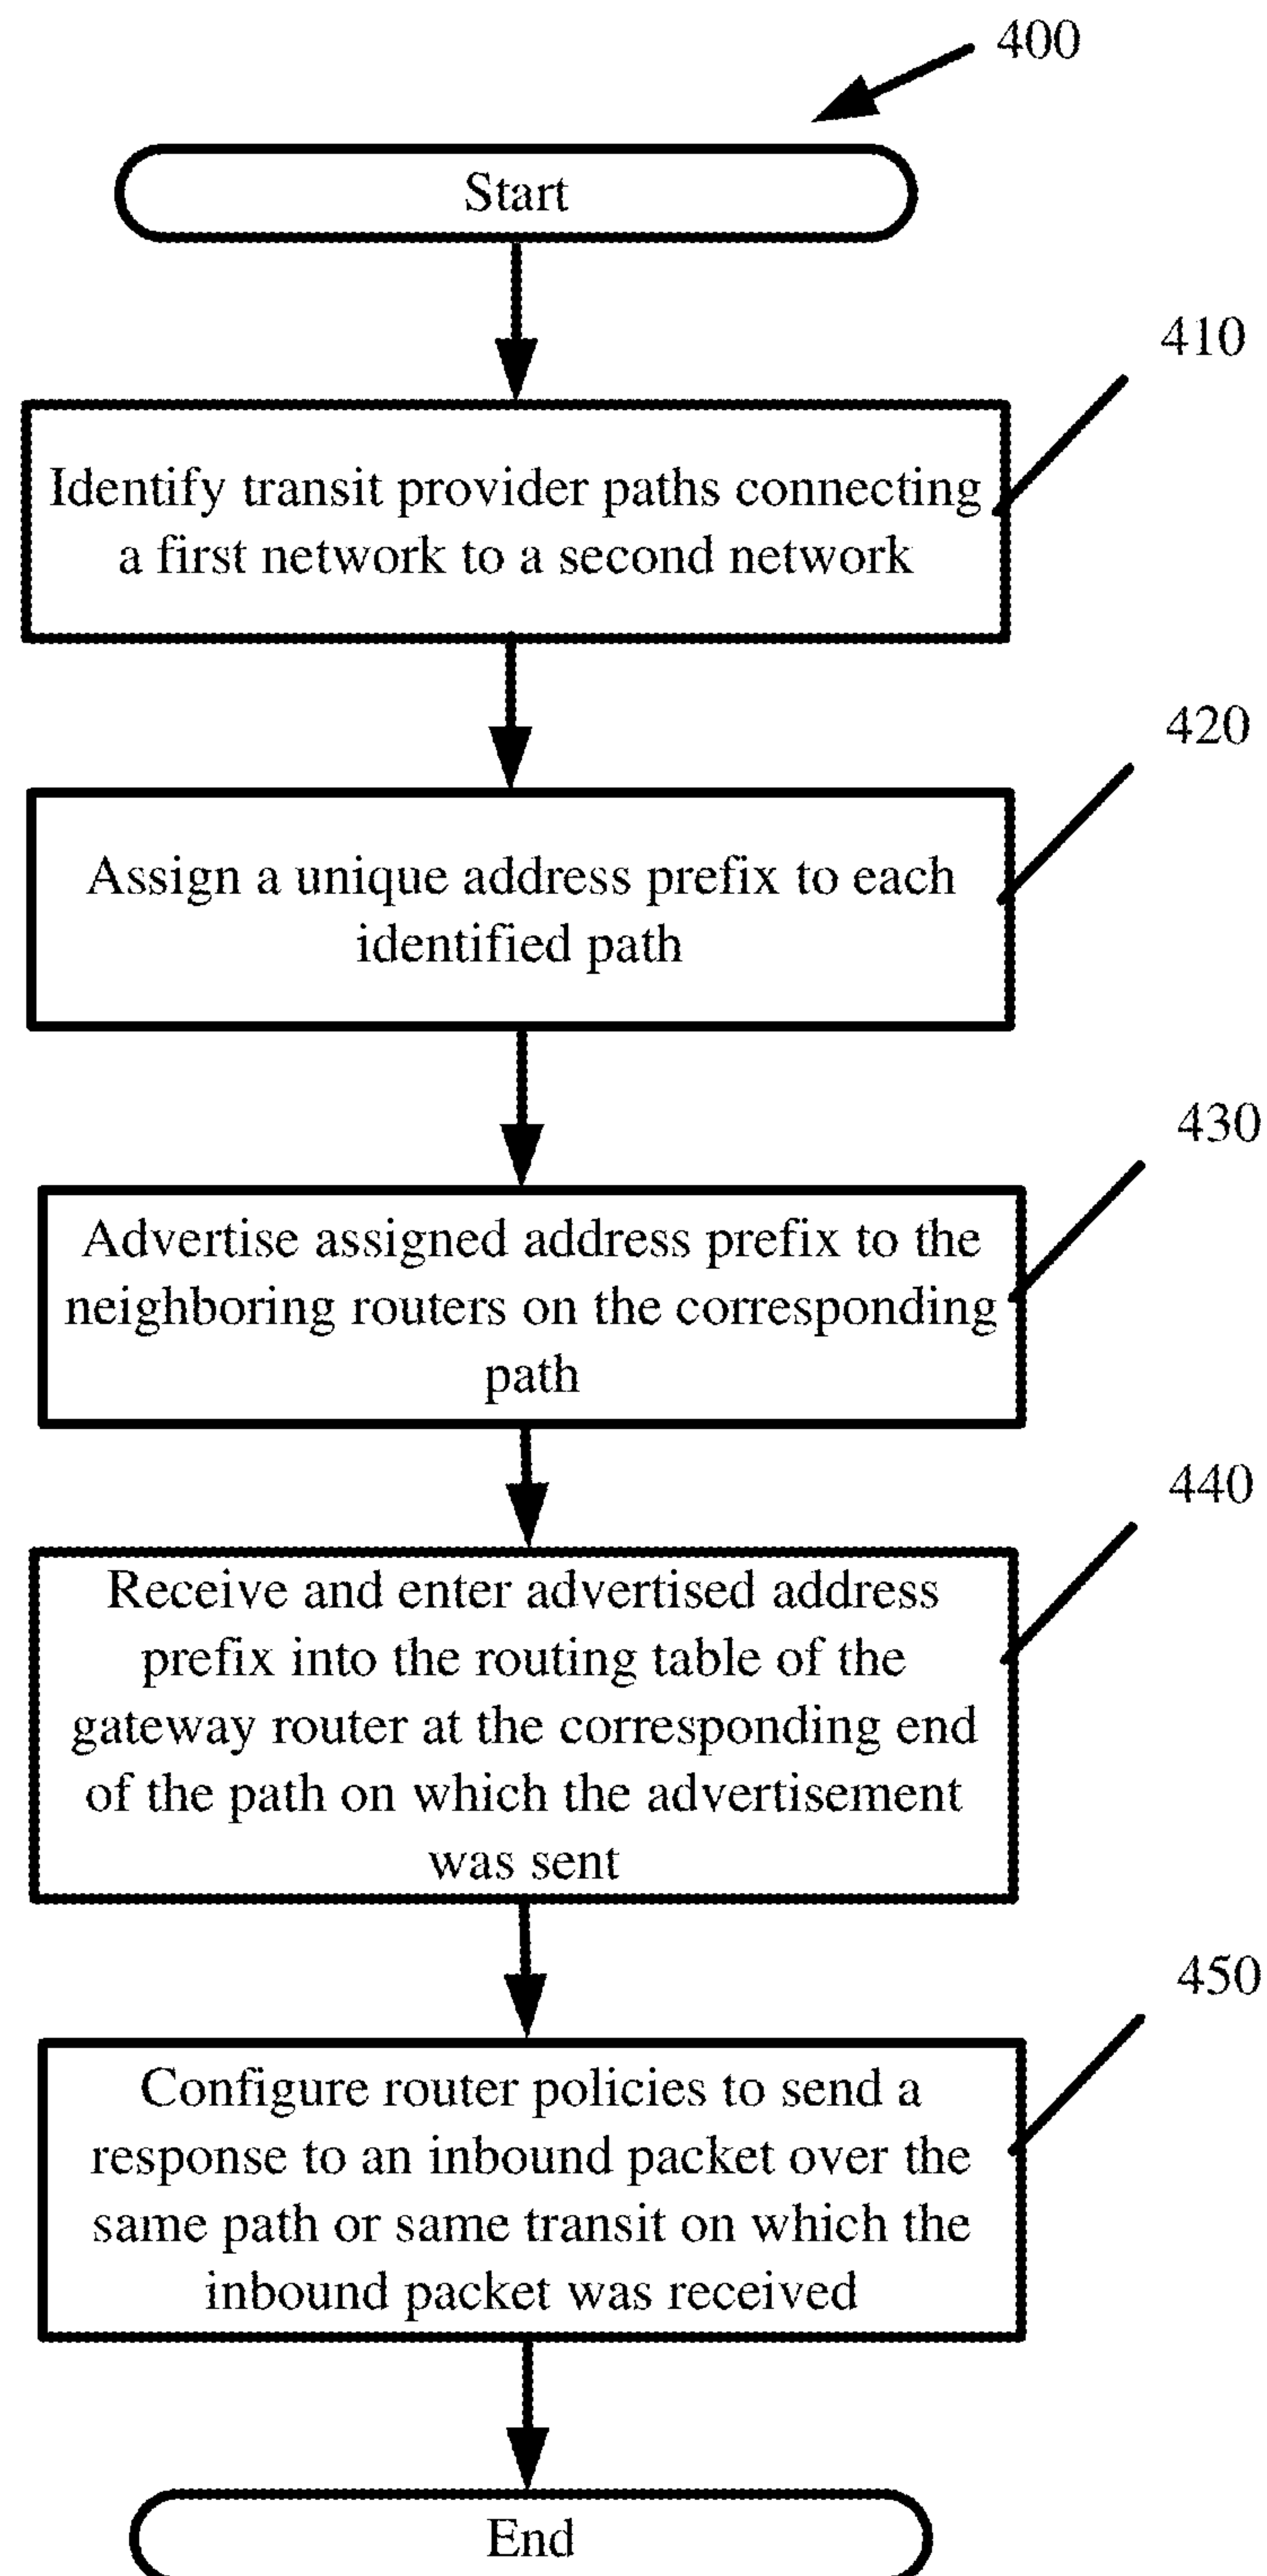 400
Start
410
Identify transit provider paths connecting
a first network to a second network
420
Assign a unique address prefix to each
identified path
430
Advertise assigned address prefix to the
neighboring routers on the corresponding
path
440
Receive and enter advertised address
prefix into the routing table of the
gateway router at the corresponding end
of the path on which the advertisement
was sent
450
Configure router policies to send a
response to an inbound packet over the
same path or same transit on which the
inbound packet was received
End